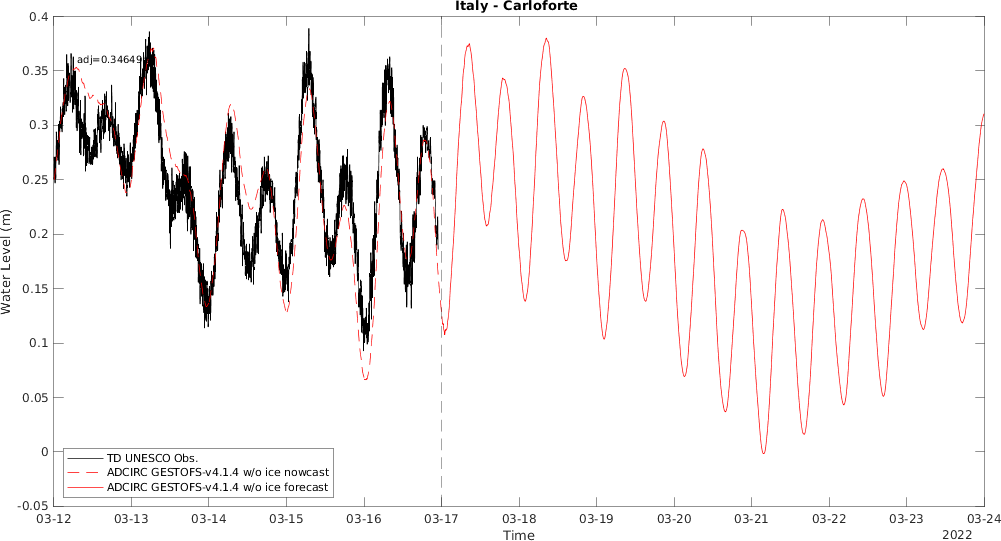 Italy - Carloforte
0.4
0.35
0.3
0.25
0.2
0.15
0.1
0.05
0
-0.05
Water Level (m)
adj=0.34649
TD UNESCO Obs.
ADCIRC GESTOFS-v4.1.4 w/o ice nowcast
ADCIRC GESTOFS-v4.1.4 w/o ice forecast
03-12 03-13 03-14 03-15 03-16 03-17 03-18 03-19 03-20 03-21 03-22 03-23 03-24
Time
2022